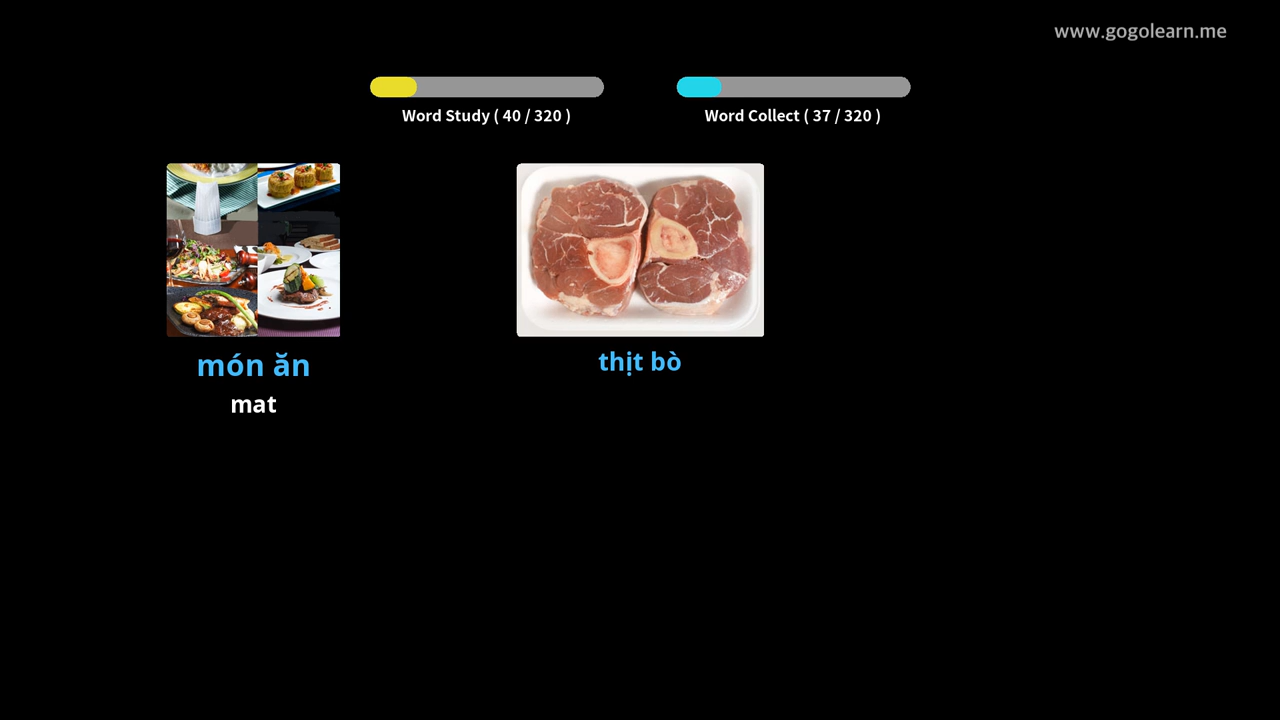 www.gogolearn.me
Word Study ( 40 / 320 )
Word Collect ( 37 / 320 )
món ăn
mat
thịt bò